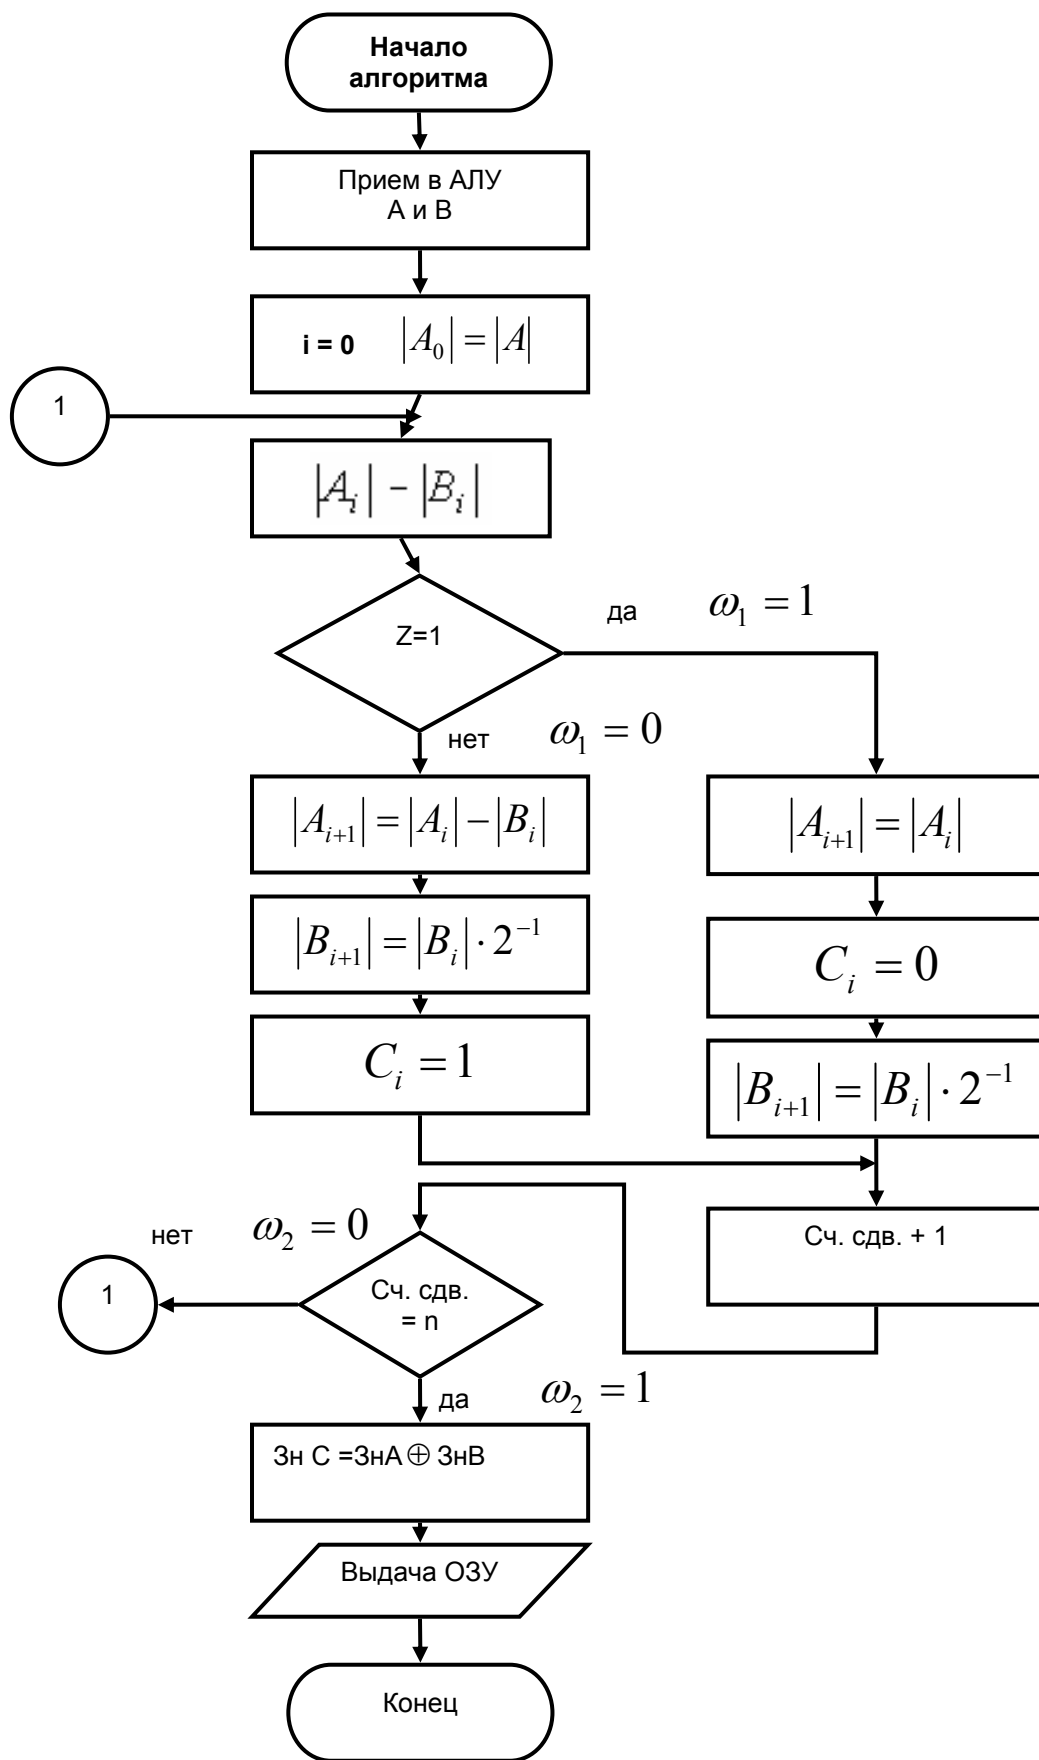 Начало
алгоритма
Прием в АЛУ
А и В
i = 0 |A₀| = |A|
1
|Aᵢ| - |Bᵢ|
Z=1
да ω₁ = 1
нет ω₁ = 0
|Aᵢ₊₁| = |Aᵢ| − |Bᵢ|
|Aᵢ₊₁| = |Aᵢ|
|Bᵢ₊₁| = |Bᵢ| · 2⁻¹
Cᵢ = 0
Cᵢ = 1
|Bᵢ₊₁| = |Bᵢ| · 2⁻¹
нет ω₂ = 0
Сч. сдв. + 1
1
Сч. сдв.
= n
да ω₂ = 1
Зн С =ЗнА ⊕ ЗнВ
Выдача ОЗУ
Конец